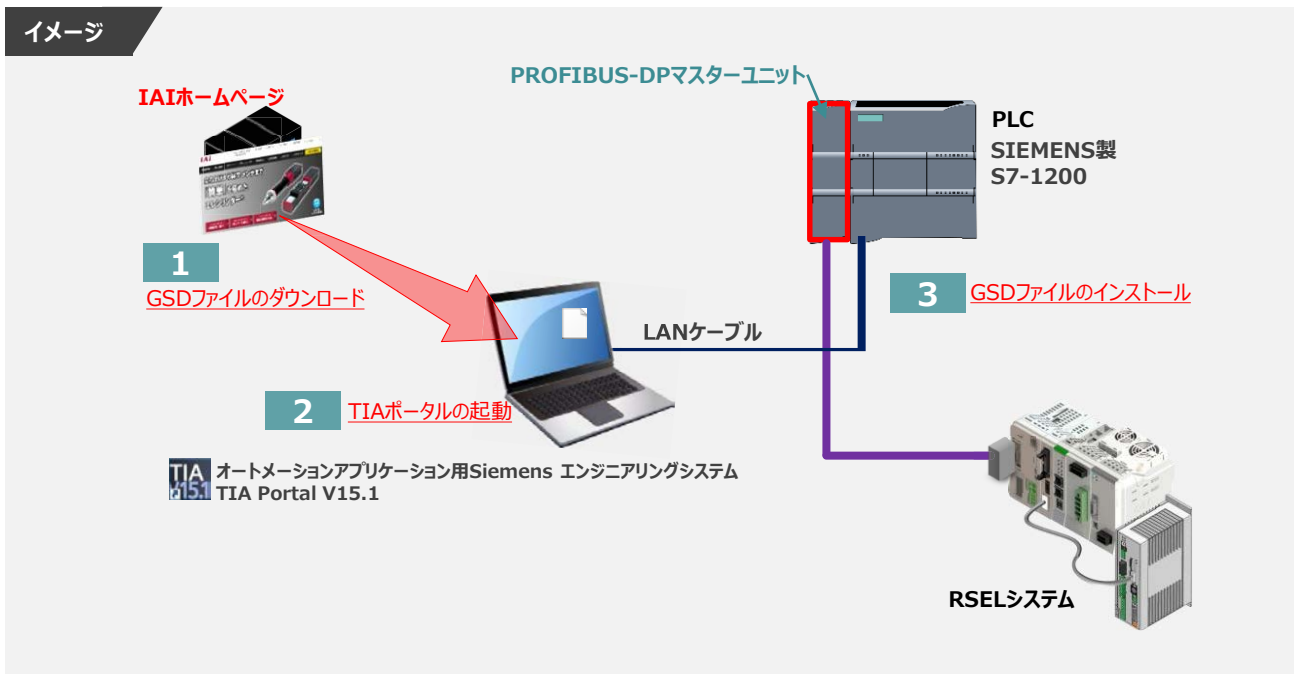 イメージ
PROFIBUS-DPマスターユニット
IAIホームページ
PLC
SIEMENS製
S7-1200
1
GSDファイルのダウンロード
3
GSDファイルのインストール
LANケーブル
2
TIAポータルの起動
TIA
V15.1
オートメーションアプリケーション用Siemens エンジニアリングシステム
TIA Portal V15.1
RSELシステム